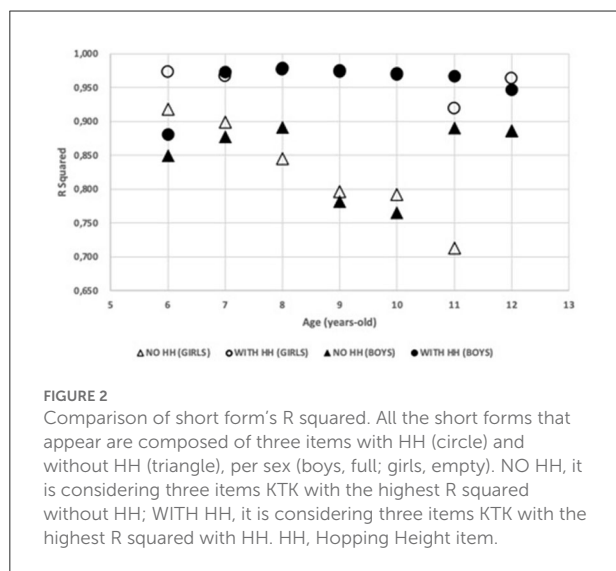 1,000
0,950
0,900
0,850
0,800
0,750
0,700
0,650
R Squared
5 6 7 8 9 10 11 12 13
Age (years-old)
△ NO HH (GIRLS) ○ WITH HH (GIRLS) ▲ NO HH (BOYS) ● WITH HH (BOYS)
FIGURE 2
Comparison of short form's R squared. All the short forms that
appear are composed of three items with HH (circle) and
without HH (triangle), per sex (boys, full; girls, empty). NO HH, it
is considering three items KTK with the highest R squared
without HH; WITH HH, it is considering three items KTK with the
highest R squared with HH. HH, Hopping Height item.